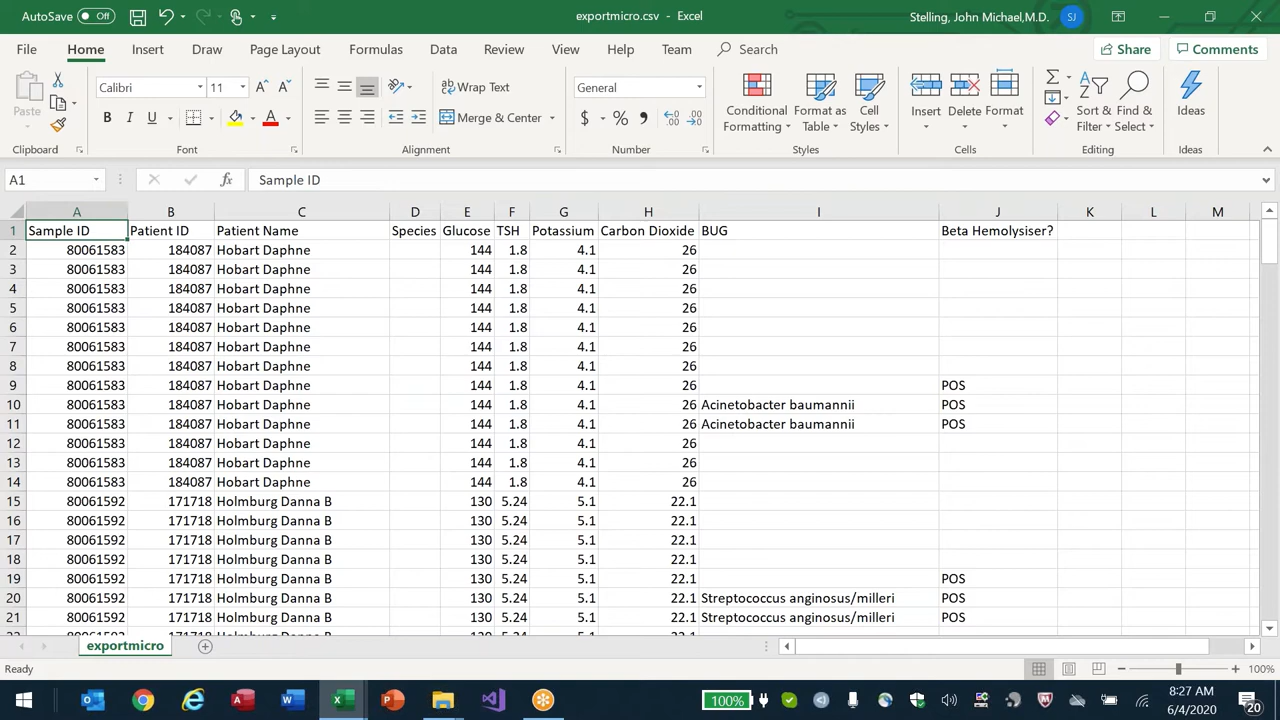 AutoSave Off exportmicro.csv - Excel Stelling, John Michael,M.D. SJ
File Home Insert Draw Page Layout Formulas Data Review View Help Team Search Share Comments
Paste Calibri 11 Wrap Text General Conditional Formatting Format as Table Cell Styles Insert Delete Format Sort & Filter Find & Select Ideas
B I U A Merge & Center $ %
Clipboard Font Alignment Number Styles Cells Editing Ideas
A1 fx Sample ID
A B C D E F G H I J K L M
1 Sample ID Patient ID Patient Name Species Glucose TSH Potassium Carbon Dioxide BUG Beta Hemolysiser?
2 80061583 184087 Hobart Daphne 144 1.8 4.1 26
3 80061583 184087 Hobart Daphne 144 1.8 4.1 26
4 80061583 184087 Hobart Daphne 144 1.8 4.1 26
5 80061583 184087 Hobart Daphne 144 1.8 4.1 26
6 80061583 184087 Hobart Daphne 144 1.8 4.1 26
7 80061583 184087 Hobart Daphne 144 1.8 4.1 26
8 80061583 184087 Hobart Daphne 144 1.8 4.1 26
9 80061583 184087 Hobart Daphne 144 1.8 4.1 26 POS
10 80061583 184087 Hobart Daphne 144 1.8 4.1 26 Acinetobacter baumannii POS
11 80061583 184087 Hobart Daphne 144 1.8 4.1 26 Acinetobacter baumannii POS
12 80061583 184087 Hobart Daphne 144 1.8 4.1 26
13 80061583 184087 Hobart Daphne 144 1.8 4.1 26
14 80061583 184087 Hobart Daphne 144 1.8 4.1 26
15 80061592 171718 Holmburg Danna B 130 5.24 5.1 22.1
16 80061592 171718 Holmburg Danna B 130 5.24 5.1 22.1
17 80061592 171718 Holmburg Danna B 130 5.24 5.1 22.1
18 80061592 171718 Holmburg Danna B 130 5.24 5.1 22.1
19 80061592 171718 Holmburg Danna B 130 5.24 5.1 22.1 POS
20 80061592 171718 Holmburg Danna B 130 5.24 5.1 22.1 Streptococcus anginosus/milleri POS
21 80061592 171718 Holmburg Danna B 130 5.24 5.1 22.1 Streptococcus anginosus/milleri POS
exportmicro
Ready 100%
100% 8:27 AM
6/4/2020 20